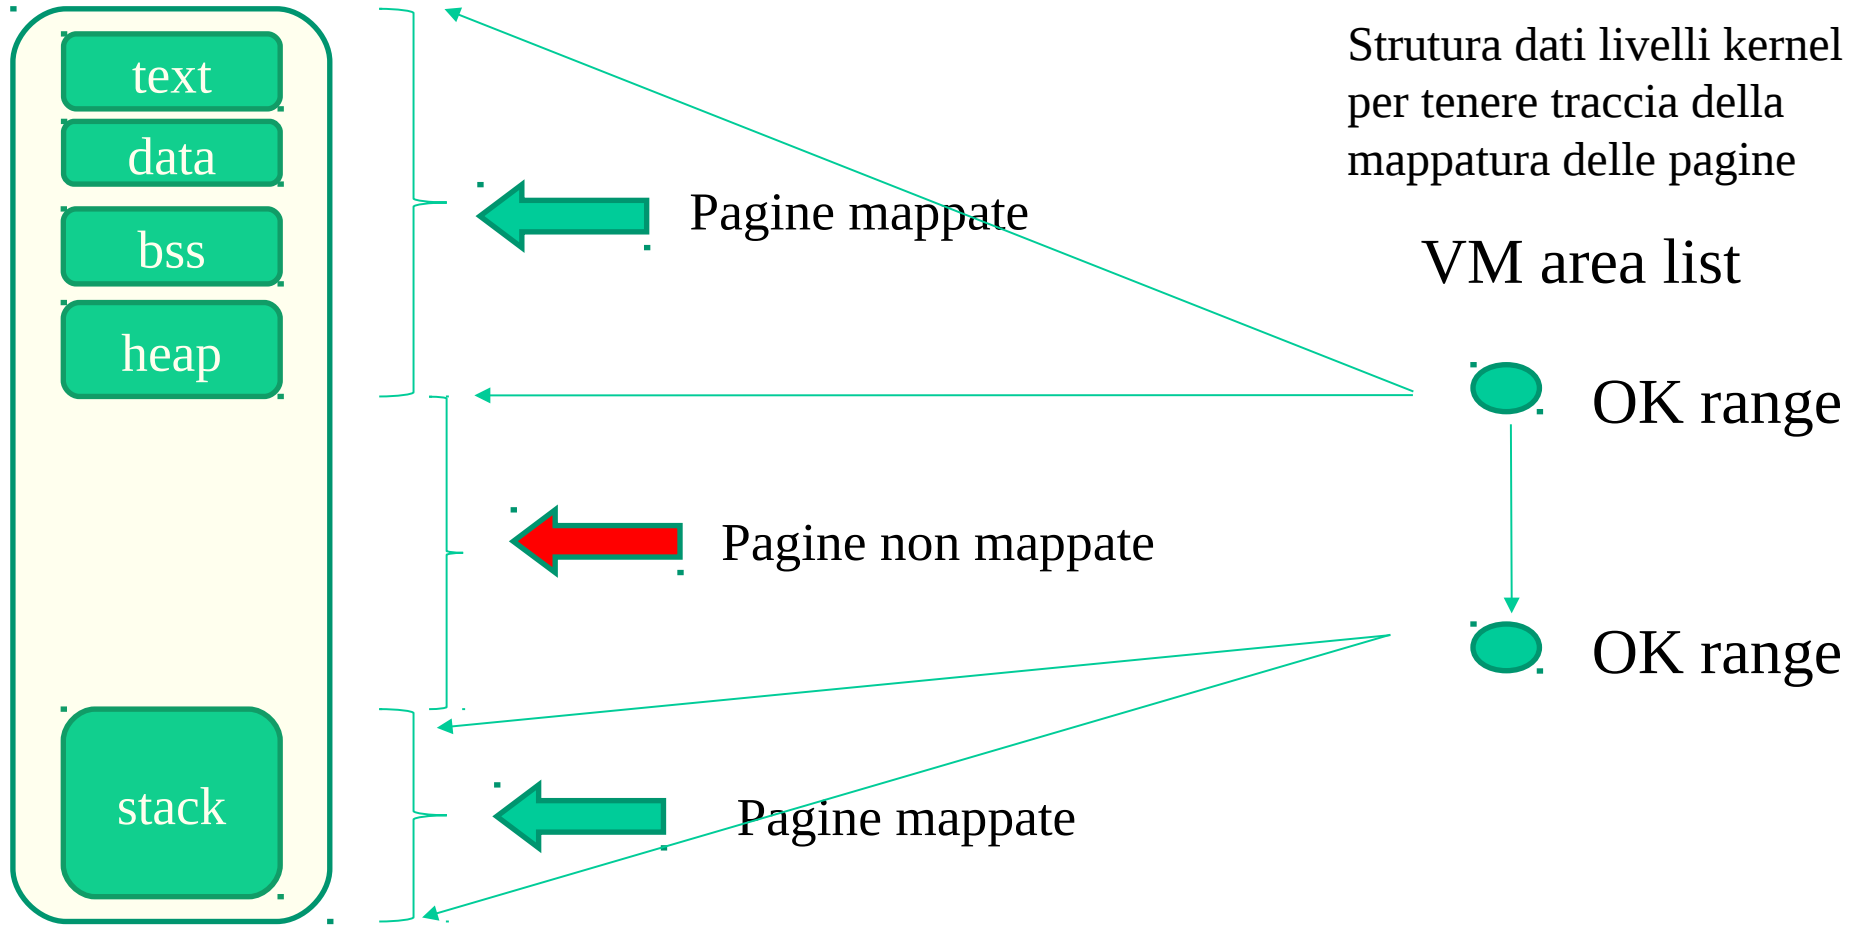 text
data
bss
heap
stack
Pagine mappate
Pagine non mappate
Pagine mappate
Strutura dati livelli kernel
per tenere traccia della
mappatura delle pagine
VM area list
OK range
OK range